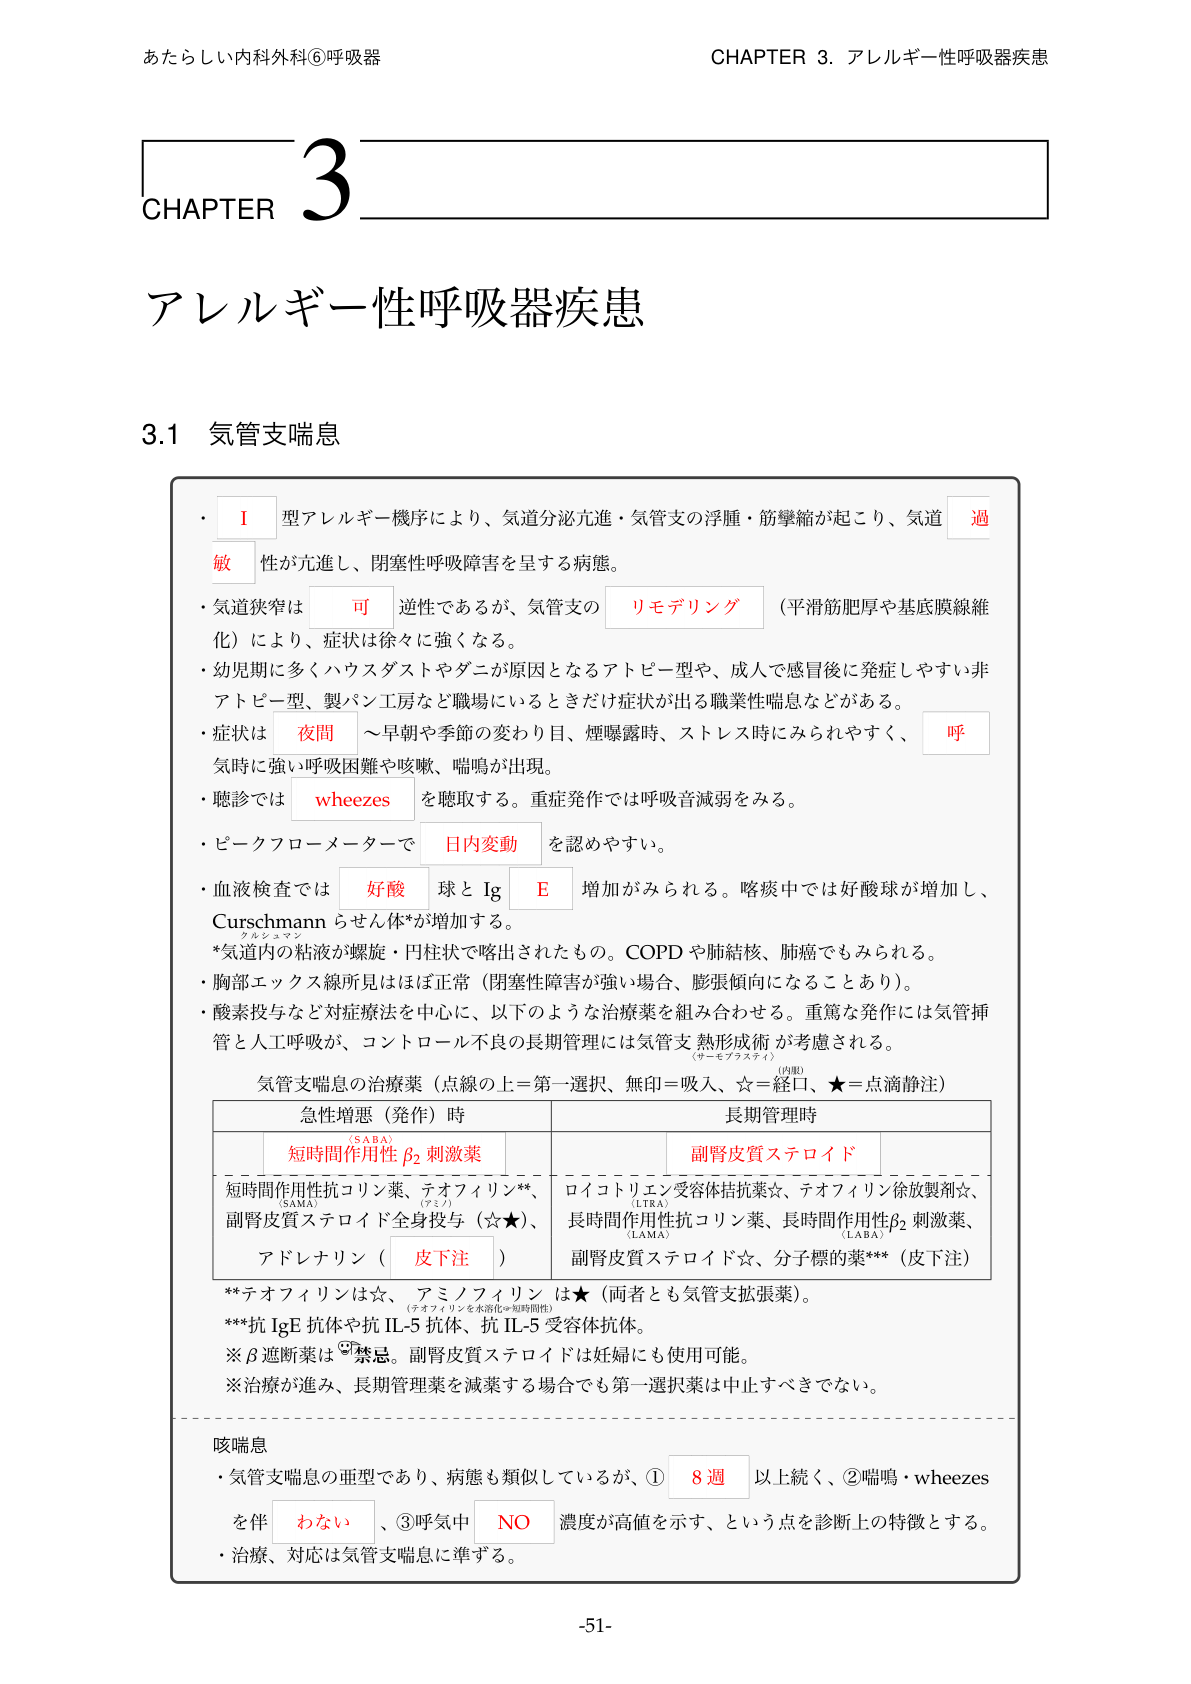 あたらしい内科外科⑥呼吸器
CHAPTER 3. アレルギー性呼吸器疾患
CHAPTER 3
アレルギー性呼吸器疾患
3.1 気管支喘息
・ I 型アレルギー機序により、気道分泌亢進・気管支の浮腫・筋攣縮が起こり、気道 過
敏 性が亢進し、閉塞性呼吸障害を呈する病態。
・気道狭窄は 可 逆性であるが、気管支の リモデリング （平滑筋肥厚や基底膜線維
化）により、症状は徐々に強くなる。
・幼児期に多くハウスダストやダニが原因となるアトピー型や、成人で感冒後に発症しやすい非
アトピー型、製パン工房など職場にいるときだけ症状が出る職業性喘息などがある。
・症状は 夜間 〜早朝や季節の変わり目、煙曝露時、ストレス時にみられやすく、 呼
気時に強い呼吸困難や咳嗽、喘鳴が出現。
・聴診では wheezes を聴取する。重症発作では呼吸音減弱をみる。
・ピークフローメーターで 日内変動 を認めやすい。
・血液検査では 好酸 球と Ig E 増加がみられる。喀痰中では好酸球が増加し、
Curschmann らせん体*が増加する。
クルシュマン
*気道内の粘液が螺旋・円柱状で喀出されたもの。COPD や肺結核、肺癌でもみられる。
・胸部エックス線所見はほぼ正常（閉塞性障害が強い場合、膨張傾向になることあり）。
・酸素投与など対症療法を中心に、以下のような治療薬を組み合わせる。重篤な発作には気管挿
管と人工呼吸が、コントロール不良の長期管理には気管支 熱形成術 が考慮される。
〈サーモプラスティ〉
（内服）
気管支喘息の治療薬（点線の上＝第一選択、無印＝吸入、☆＝経口、★＝点滴静注）
急性増悪（発作）時 長期管理時
〈SABA〉
短時間作用性 β2 刺激薬 副腎皮質ステロイド
短時間作用性抗コリン薬、テオフィリン**、 ロイコトリエン受容体拮抗薬☆、テオフィリン徐放製剤☆、
〈SAMA〉 （アミノ） 〈LTRA〉
副腎皮質ステロイド全身投与（☆★）、 長時間作用性抗コリン薬、長時間作用性β2 刺激薬、
〈LAMA〉 〈LABA〉
アドレナリン（ 皮下注 ） 副腎皮質ステロイド☆、分子標的薬***（皮下注）
**テオフィリンは☆、 アミノフィリン は★（両者とも気管支拡張薬）。
（テオフィリンを水溶化☞短時間性）
***抗 IgE 抗体や抗 IL-5 抗体、抗 IL-5 受容体抗体。
※β遮断薬は禁忌。副腎皮質ステロイドは妊婦にも使用可能。
※治療が進み、長期管理薬を減薬する場合でも第一選択薬は中止すべきでない。
咳喘息
・気管支喘息の亜型であり、病態も類似しているが、① 8 週 以上続く、②喘鳴・wheezes
を伴 わない 、③呼気中 NO 濃度が高値を示す、という点を診断上の特徴とする。
・治療、対応は気管支喘息に準ずる。
-51-